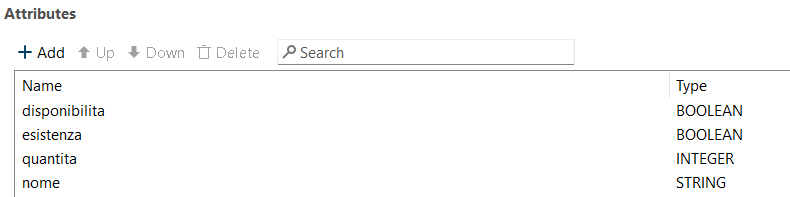 Attributes
+ Add Up Down Delete Search
Name Type
disponibilita BOOLEAN
esistenza BOOLEAN
quantita INTEGER
nome STRING